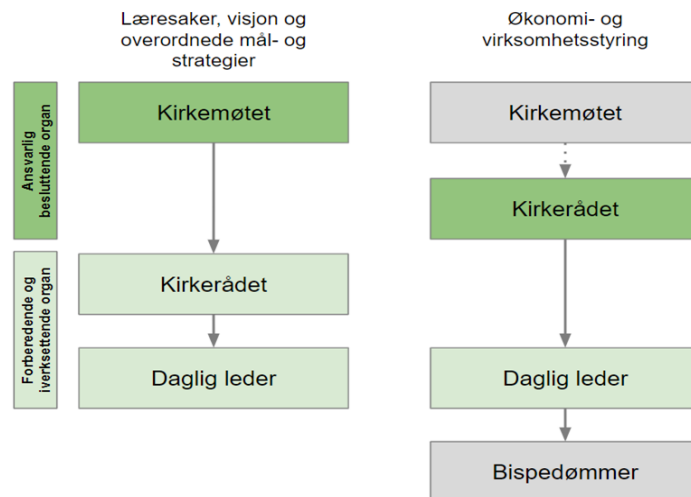 Læresaker, visjon og
overordnede mål- og
strategier
Økonomi- og
virksomhetsstyring
Ansvarlig
besluttende organ
Kirkemøtet
Kirkemøtet
Kirkerådet
Forberedende og
iverksettende organ
Kirkerådet
Daglig leder
Daglig leder
Bispedømmer